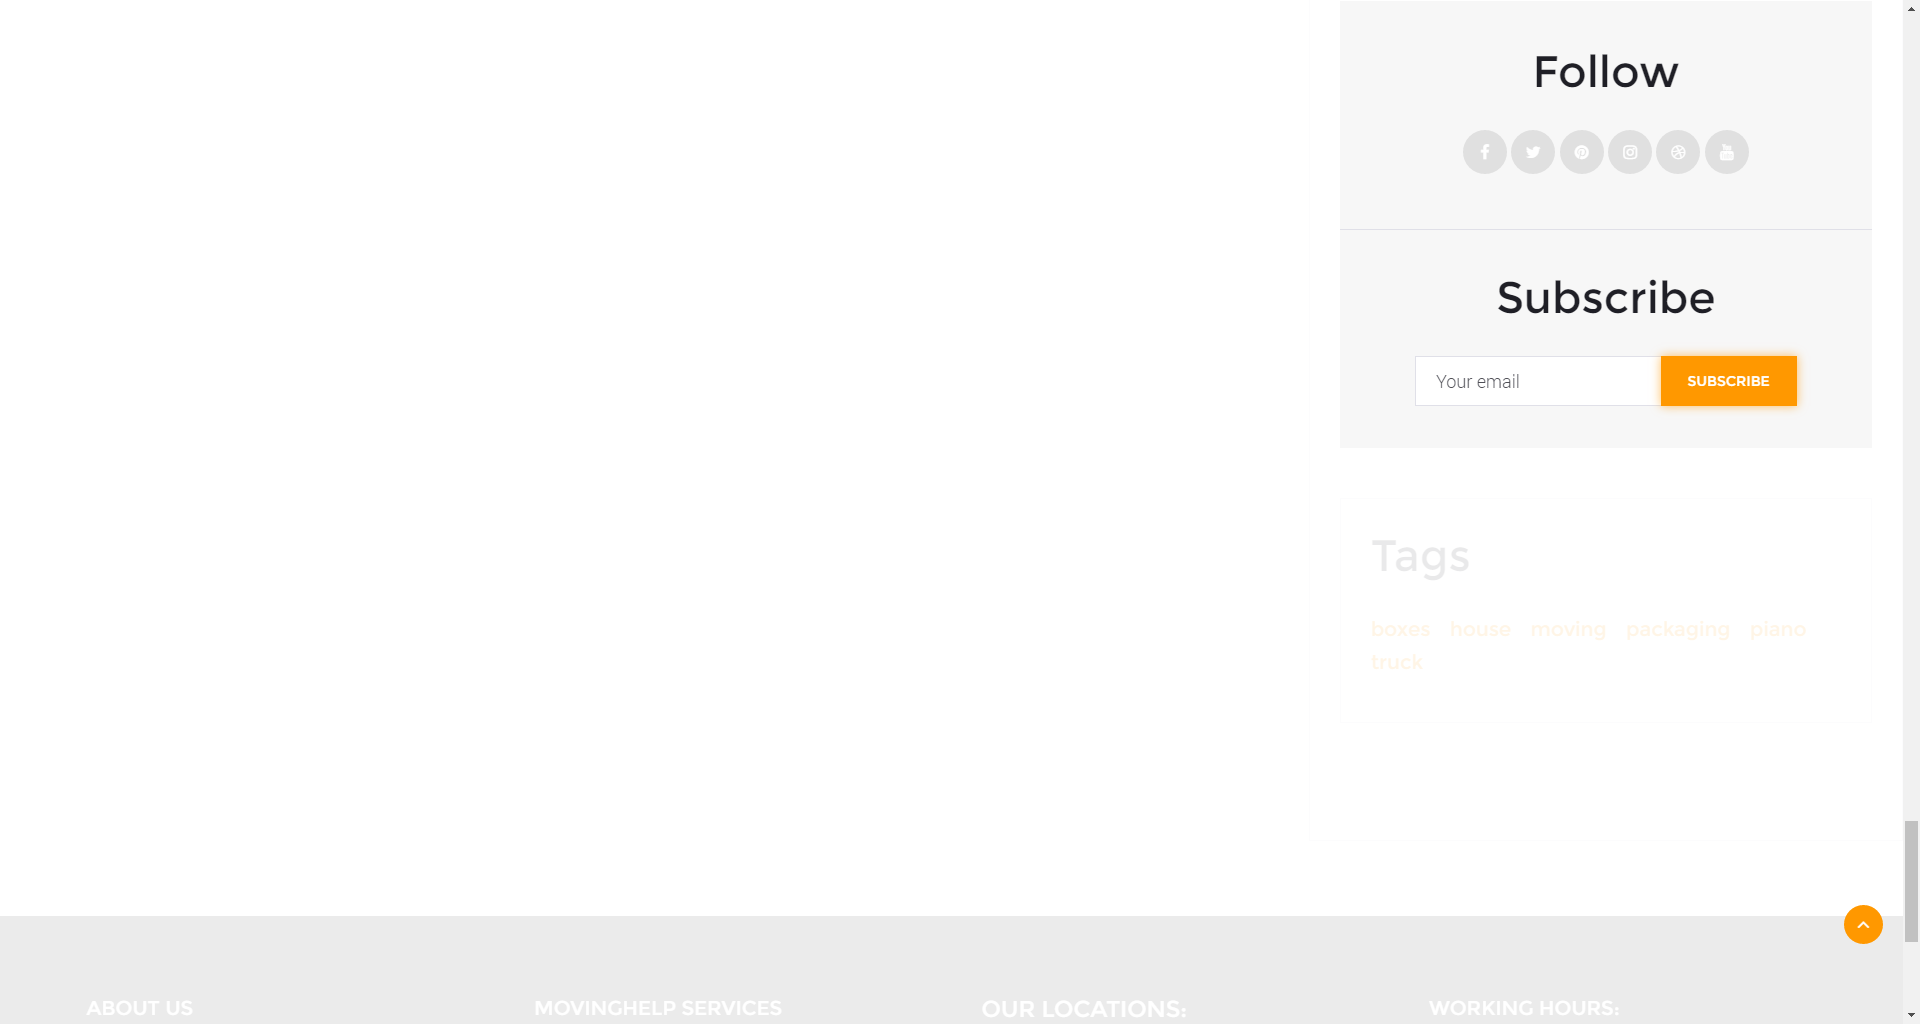 Follow
Subscribe
Your email SUBSCRIBE
Tags
boxes house moving packaging piano
truck
ABOUT US MOVINGHELP SERVICES OUR LOCATIONS: WORKING HOURS: